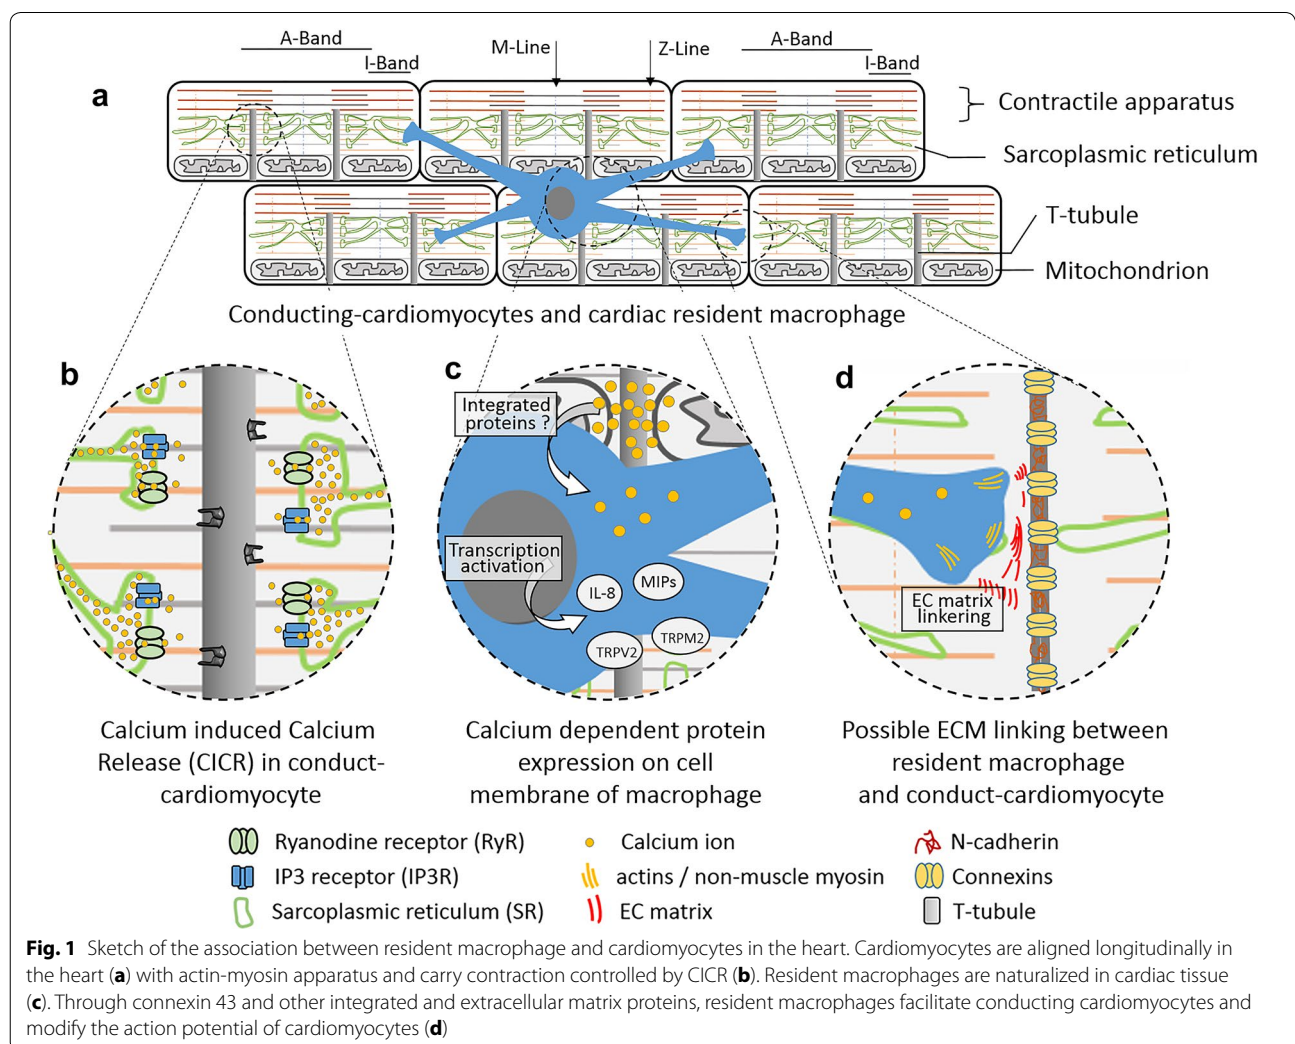 A-Band
I-Band
M-Line
Z-Line
A-Band
I-Band
a
Contractile apparatus
Sarcoplasmic reticulum
T-tubule
Mitochondrion
Conducting-cardiomyocytes and cardiac resident macrophage
b
c
d
Integrated
proteins ?
Transcription
activation
IL-8
MIPs
TRPV2
TRPM2
EC matrix
linkering
Calcium induced Calcium
Release (CICR) in conduct-
cardiomyocyte
Calcium dependent protein
expression on cell
membrane of macrophage
Possible ECM linking between
resident macrophage
and conduct-cardiomyocyte
Ryanodine receptor (RyR)
IP3 receptor (IP3R)
Sarcoplasmic reticulum (SR)
Calcium ion
actins / non-muscle myosin
EC matrix
N-cadherin
Connexins
T-tubule
Fig. 1 Sketch of the association between resident macrophage and cardiomyocytes in the heart. Cardiomyocytes are aligned longitudinally in
the heart (a) with actin-myosin apparatus and carry contraction controlled by CICR (b). Resident macrophages are naturalized in cardiac tissue
(c). Through connexin 43 and other integrated and extracellular matrix proteins, resident macrophages facilitate conducting cardiomyocytes and
modify the action potential of cardiomyocytes (d)